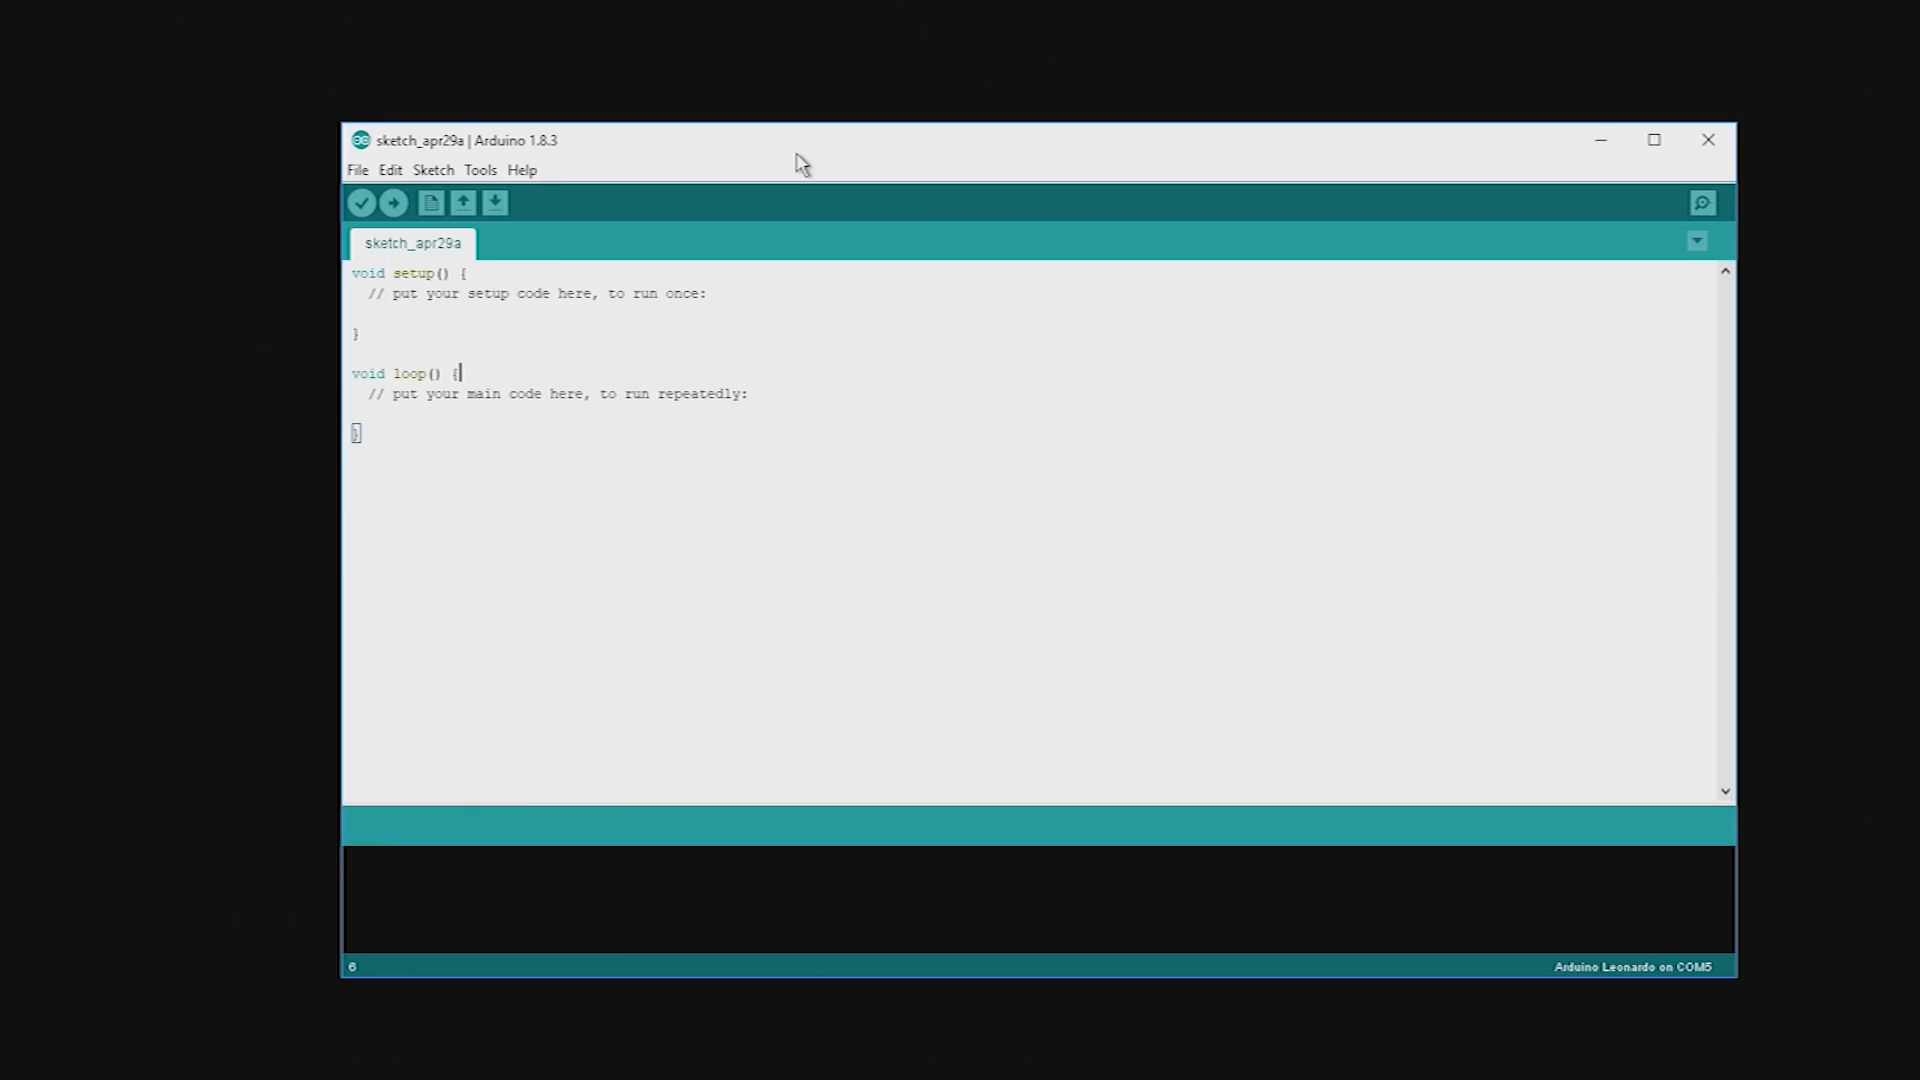 sketch_apr29a | Arduino 1.8.3
File Edit Sketch Tools Help
sketch_apr29a
void setup() {
  // put your setup code here, to run once:
}
void loop() {
  // put your main code here, to run repeatedly:
}
6
Arduino Leonardo on COM5